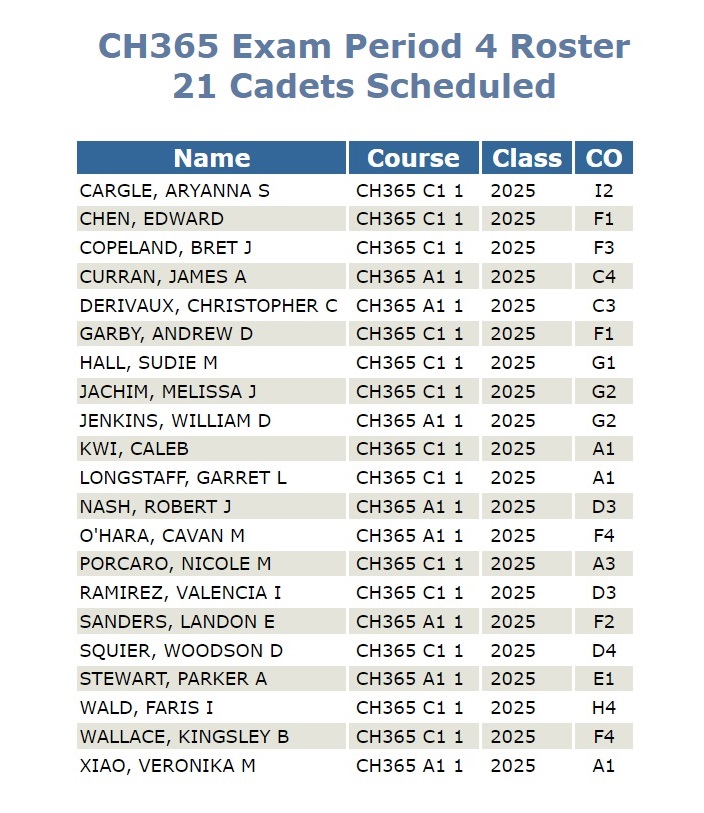 CH365 Exam Period 4 Roster
21 Cadets Scheduled
Name Course Class CO
CARGLE, ARYANNA S CH365 C1 1 2025 I2
CHEN, EDWARD CH365 C1 1 2025 F1
COPELAND, BRET J CH365 C1 1 2025 F3
CURRAN, JAMES A CH365 A1 1 2025 C4
DERIVAUX, CHRISTOPHER C CH365 A1 1 2025 C3
GARBY, ANDREW D CH365 C1 1 2025 F1
HALL, SUDIE M CH365 C1 1 2025 G1
JACHIM, MELISSA J CH365 C1 1 2025 G2
JENKINS, WILLIAM D CH365 A1 1 2025 G2
KWI, CALEB CH365 C1 1 2025 A1
LONGSTAFF, GARRET L CH365 C1 1 2025 A1
NASH, ROBERT J CH365 A1 1 2025 D3
O'HARA, CAVAN M CH365 A1 1 2025 F4
PORCARO, NICOLE M CH365 C1 1 2025 A3
RAMIREZ, VALENCIA I CH365 C1 1 2025 D3
SANDERS, LANDON E CH365 A1 1 2025 F2
SQUIER, WOODSON D CH365 C1 1 2025 D4
STEWART, PARKER A CH365 A1 1 2025 E1
WALD, FARIS I CH365 C1 1 2025 H4
WALLACE, KINGSLEY B CH365 C1 1 2025 F4
XIAO, VERONIKA M CH365 A1 1 2025 A1